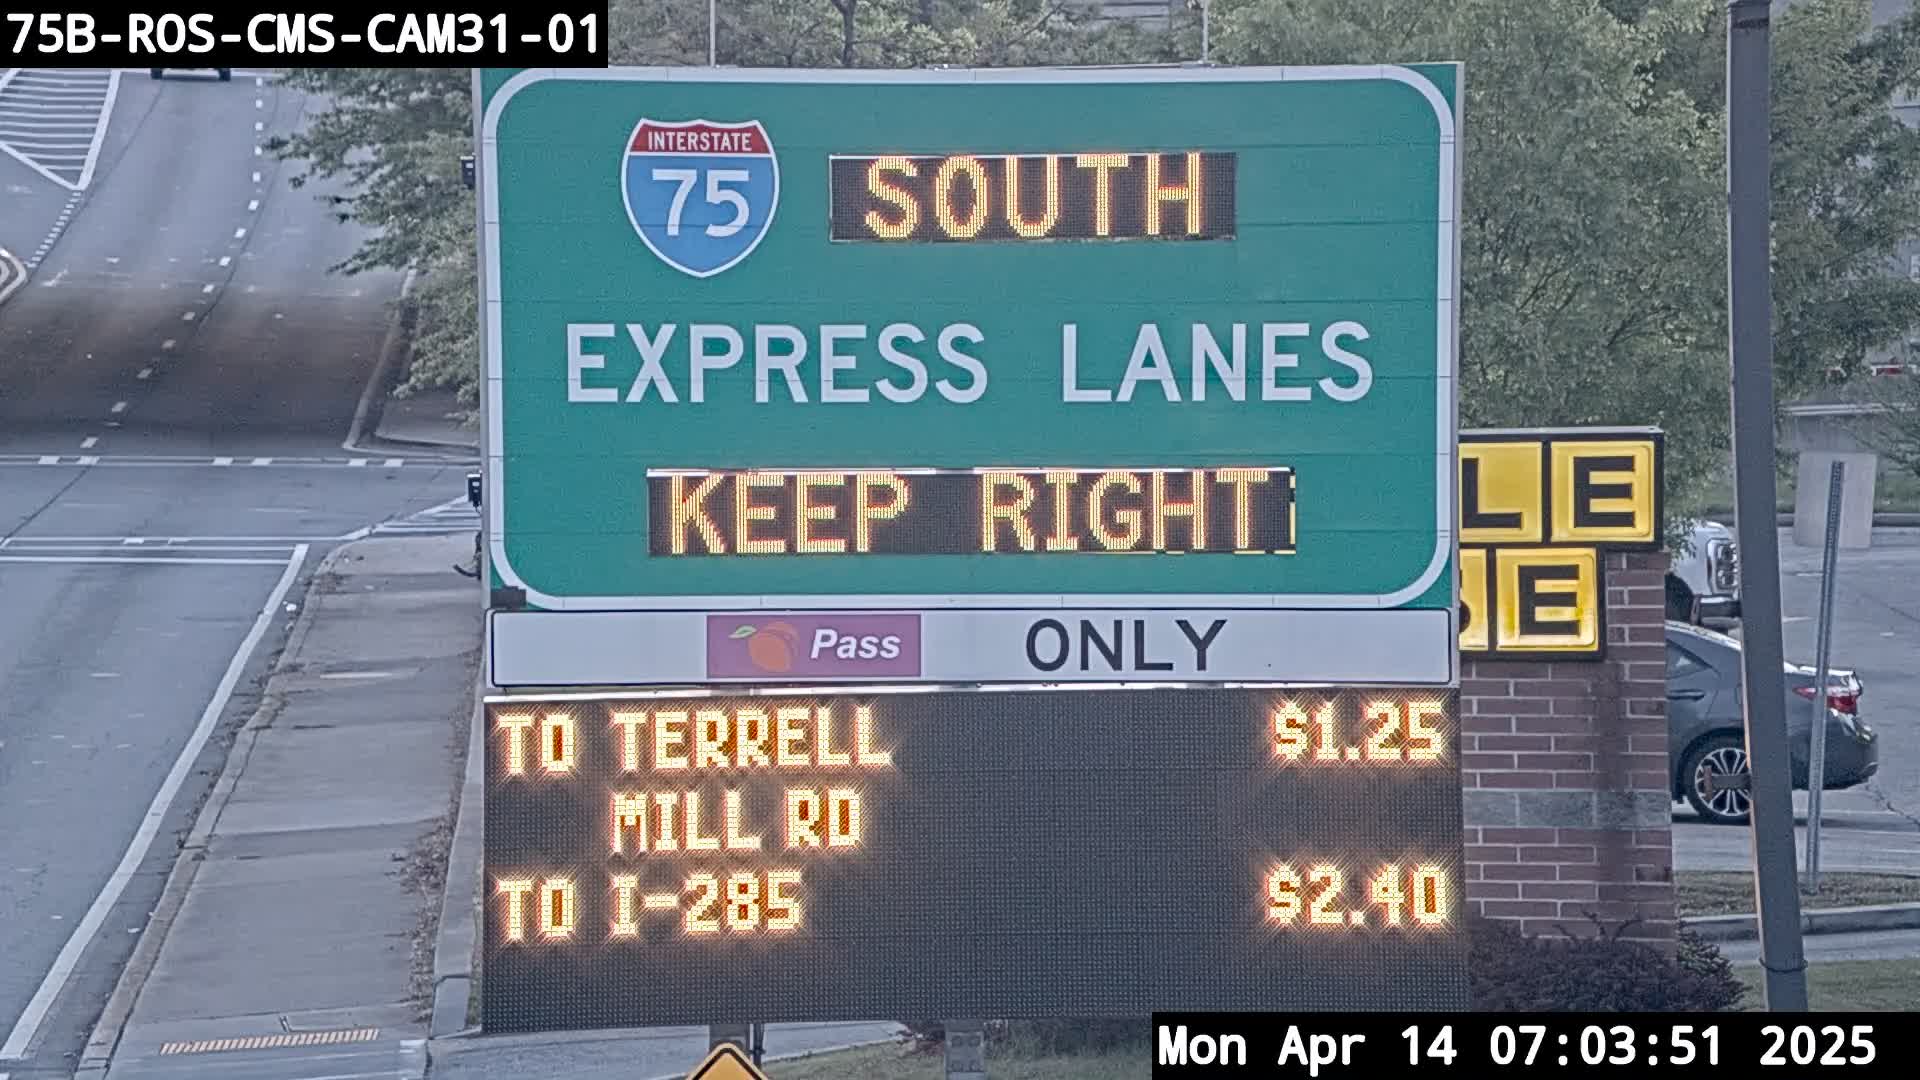 75B-ROS-CMS-CAM31-01
INTERSTATE
75
SOUTH
EXPRESS LANES
KEEP RIGHT
Pass ONLY
TO TERRELL $1.25
MILL RD
TO I-285 $2.40
LE
E
Mon Apr 14 07:03:51 2025